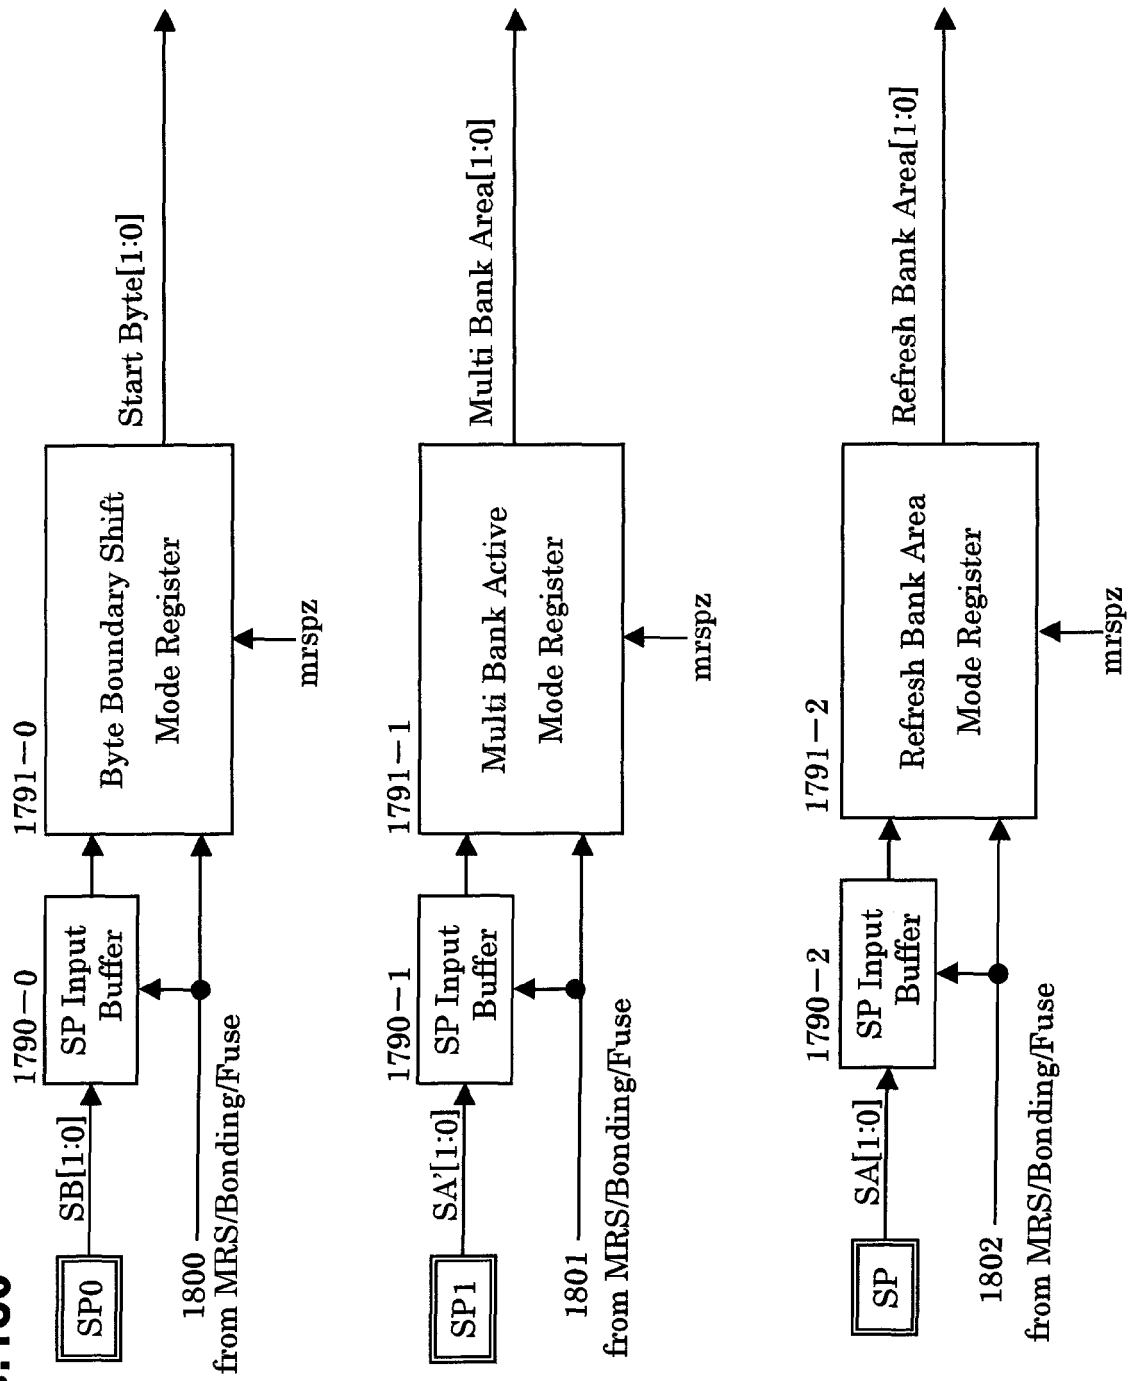 SP0
SB[1:0]
1790-0
SP Input
Buffer
1791-0
Byte Boundary Shift
Mode Register
Start Byte[1:0]
1800
from MRS/Bonding/Fuse
mrspz
SP1
SA'[1:0]
1790-1
SP Input
Buffer
1791-1
Multi Bank Active
Mode Register
Multi Bank Area[1:0]
1801
from MRS/Bonding/Fuse
mrspz
SP
SA[1:0]
1790-2
SP Input
Buffer
1791-2
Refresh Bank Area
Mode Register
Refresh Bank Area[1:0]
1802
from MRS/Bonding/Fuse
mrspz